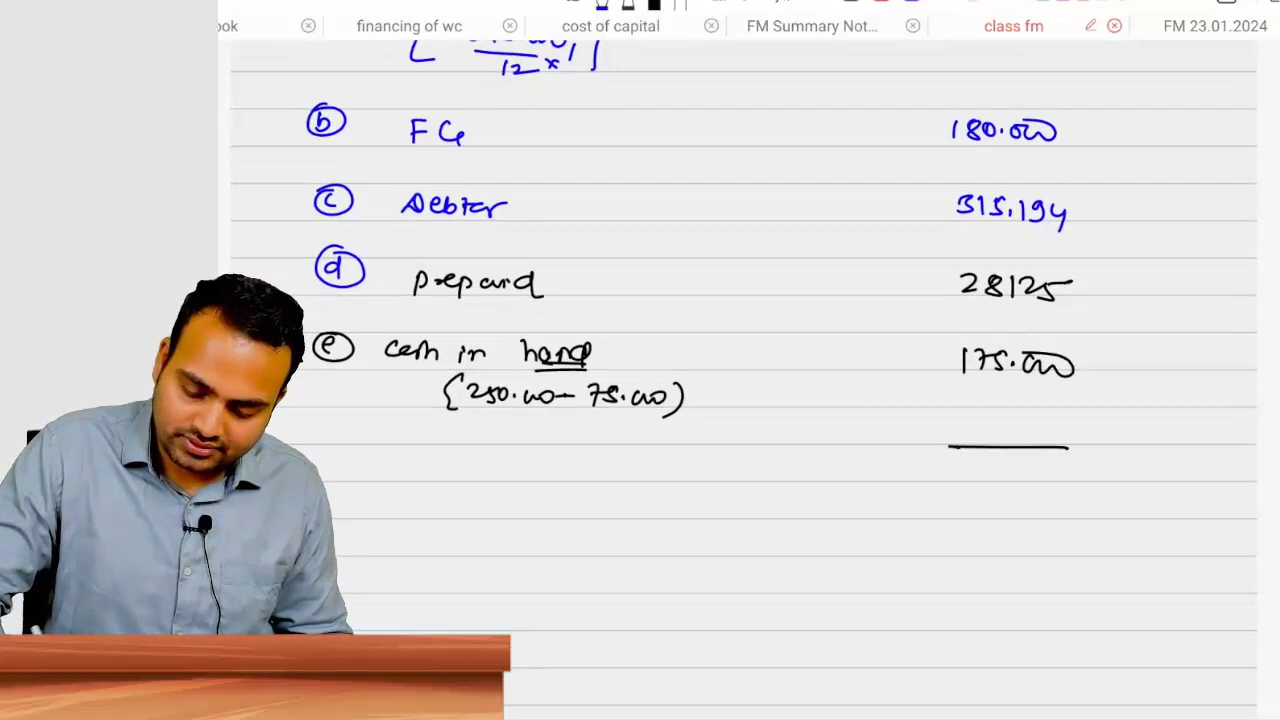 ook financing of wc cost of capital FM Summary Not... class fm FM 23.01.2024
12 × 1
b FG 180.000
c Debtor 315.194
d prepaid 28125
e cash in hand 175.000
{250.000 - 75.000)